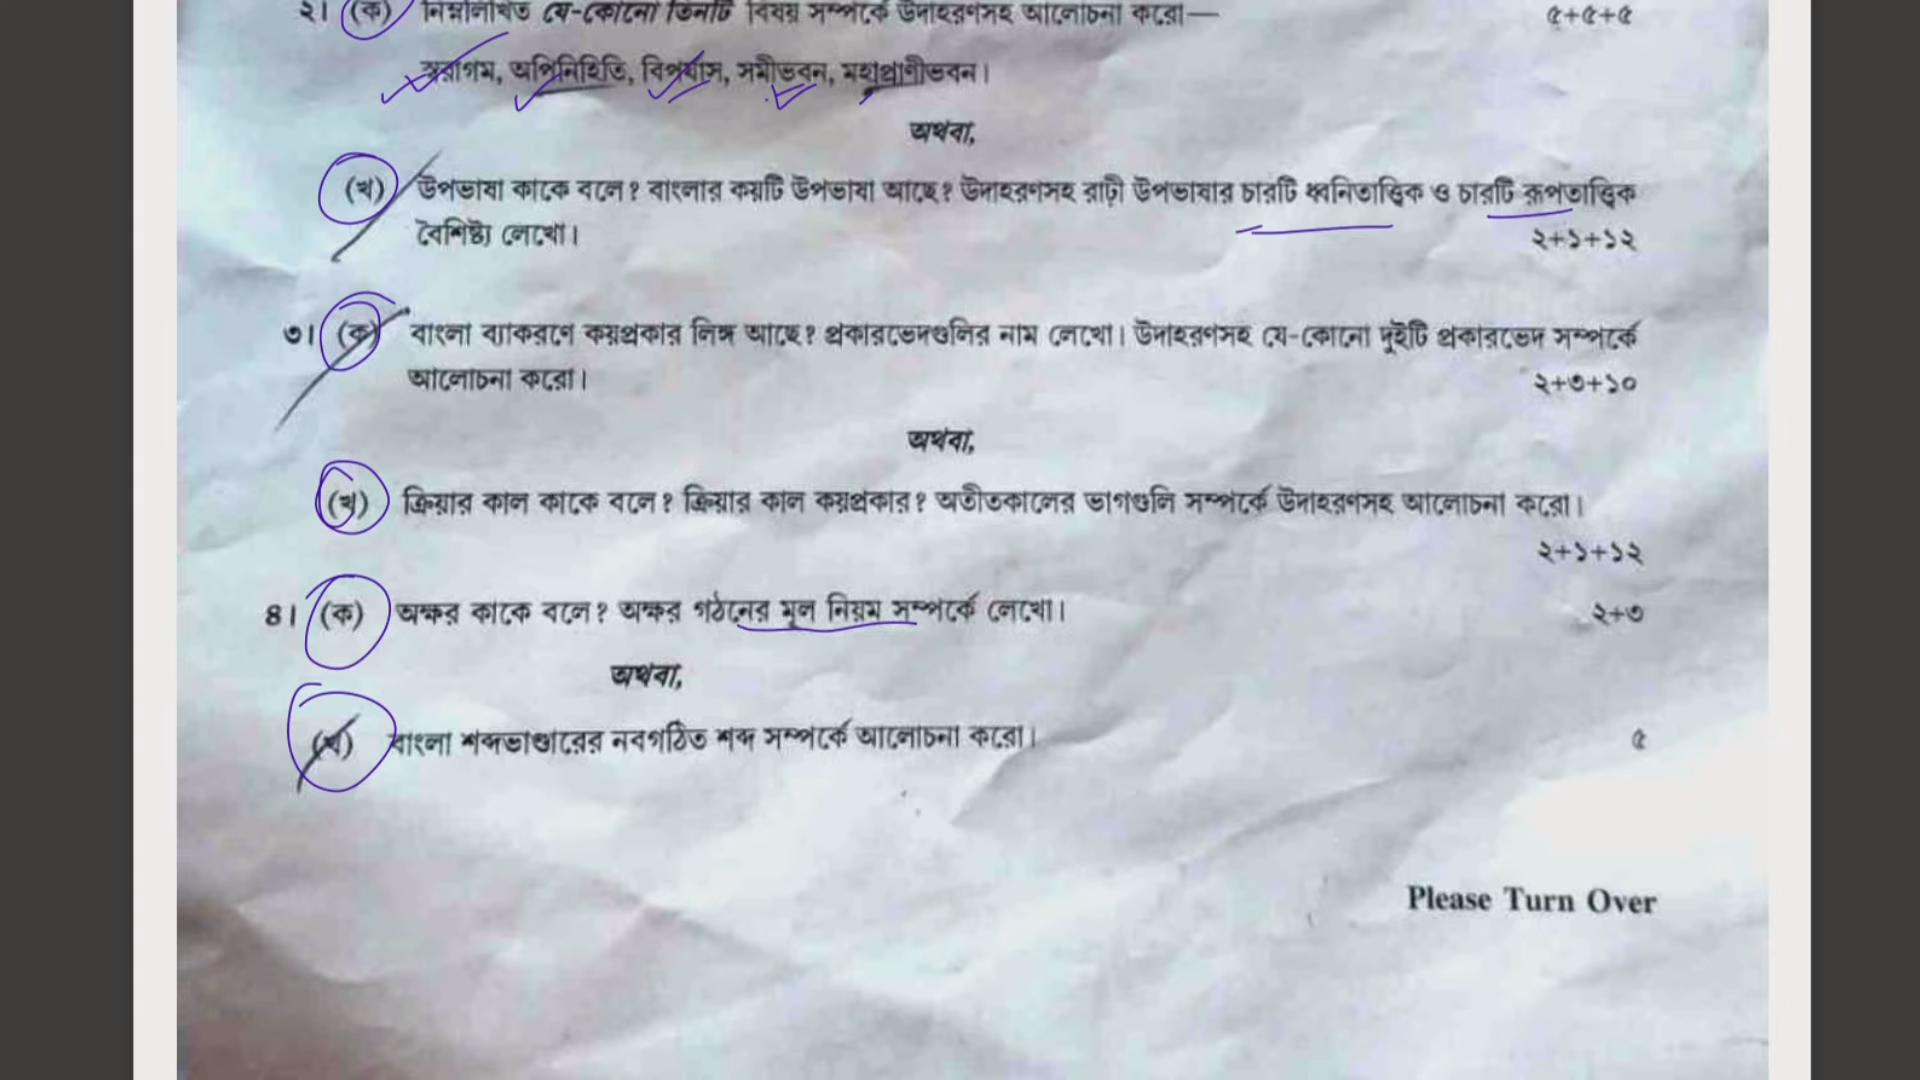 ২। (ক) নিম্নলিখিত যে-কোনো তিনটি বিষয় সম্পর্কে উদাহরণসহ আলোচনা করো— ৫+৫+৫
স্বরাগম, অপিনিহিতি, বিপর্যাস, সমীভবন, মহাপ্রাণীভবন।
অথবা,
(খ) উপভাষা কাকে বলে? বাংলার কয়টি উপভাষা আছে? উদাহরণসহ রাঢ়ী উপভাষার চারটি ধ্বনিতাত্ত্বিক ও চারটি রূপতাত্ত্বিক
বৈশিষ্ট্য লেখো। ২+১+১২
৩। (ক) বাংলা ব্যাকরণে কয়প্রকার লিঙ্গ আছে? প্রকারভেদগুলির নাম লেখো। উদাহরণসহ যে-কোনো দুইটি প্রকারভেদ সম্পর্কে
আলোচনা করো। ২+৩+১০
অথবা,
(খ) ক্রিয়ার কাল কাকে বলে? ক্রিয়ার কাল কয়প্রকার? অতীতকালের ভাগগুলি সম্পর্কে উদাহরণসহ আলোচনা করো।
২+১+১২
৪। (ক) অক্ষর কাকে বলে? অক্ষর গঠনের মূল নিয়ম সম্পর্কে লেখো। ২+৩
অথবা,
(খ) বাংলা শব্দভাণ্ডারের নবগঠিত শব্দ সম্পর্কে আলোচনা করো। ৫
Please Turn Over